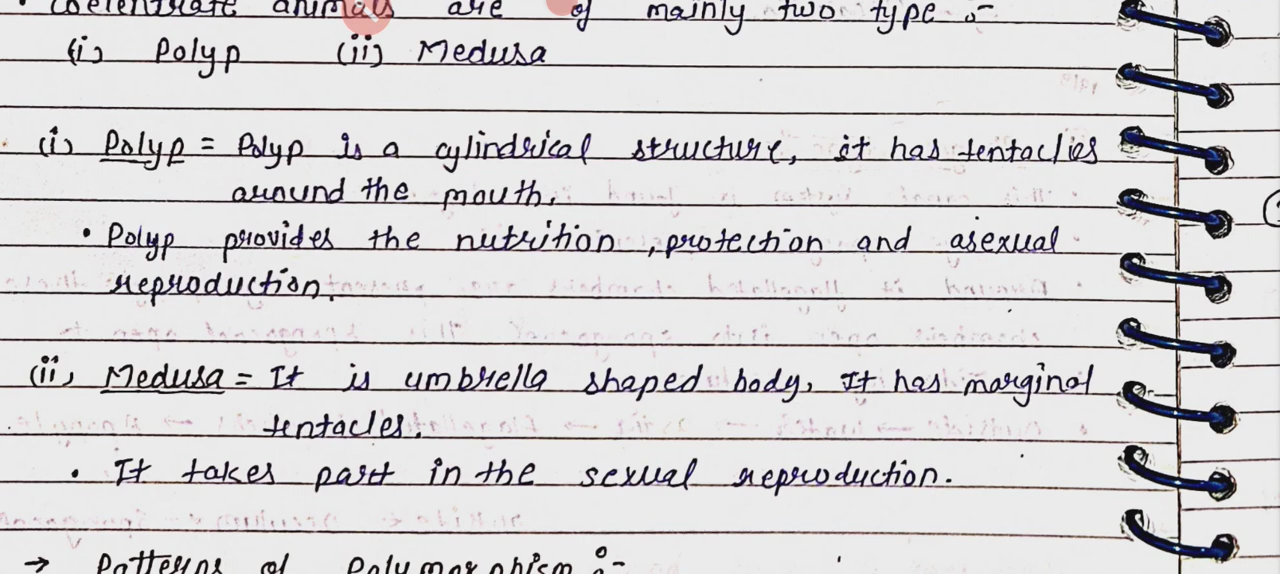 • Coelentrate animals are of mainly two type :-
(i) Polyp (ii) Medusa
(i) Polyp = Polyp is a cylindrical structure, it has tentaclies
around the mouth.
• Polyp provides the nutrition, protection and asexual
reproduction.
(ii) Medusa = It is umbrella shaped body, It has marginal
tentacles.
• It takes part in the sexual reproduction.
→ Patterns of Polymorphism :-